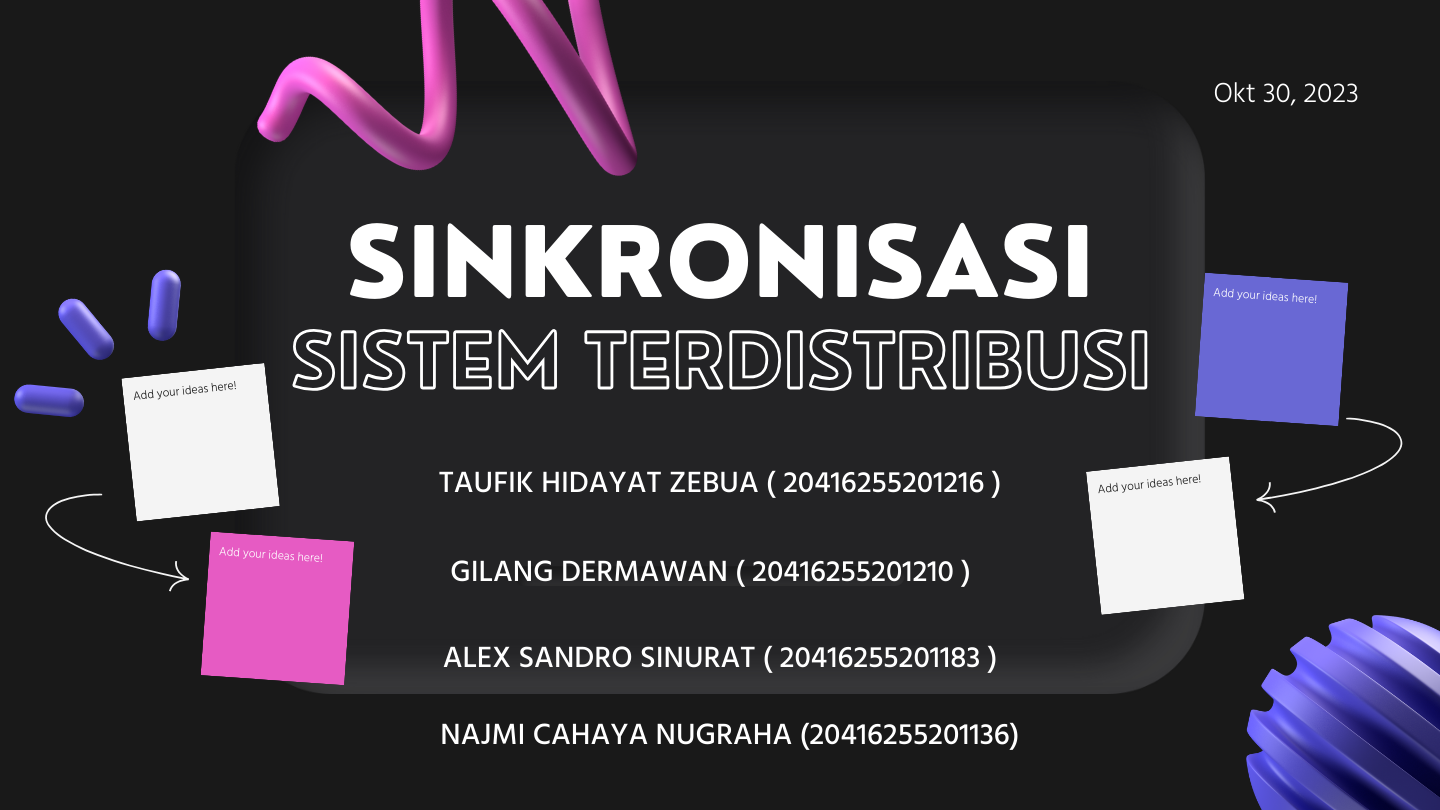 Okt 30, 2023
SINKRONISASI
SISTEM TERDISTRIBUSI
Add your ideas here!
Add your ideas here!
TAUFIK HIDAYAT ZEBUA ( 20416255201216 )
Add your ideas here!
Add your ideas here!
GILANG DERMAWAN ( 20416255201210 )
ALEX SANDRO SINURAT ( 20416255201183 )
NAJMI CAHAYA NUGRAHA (20416255201136)